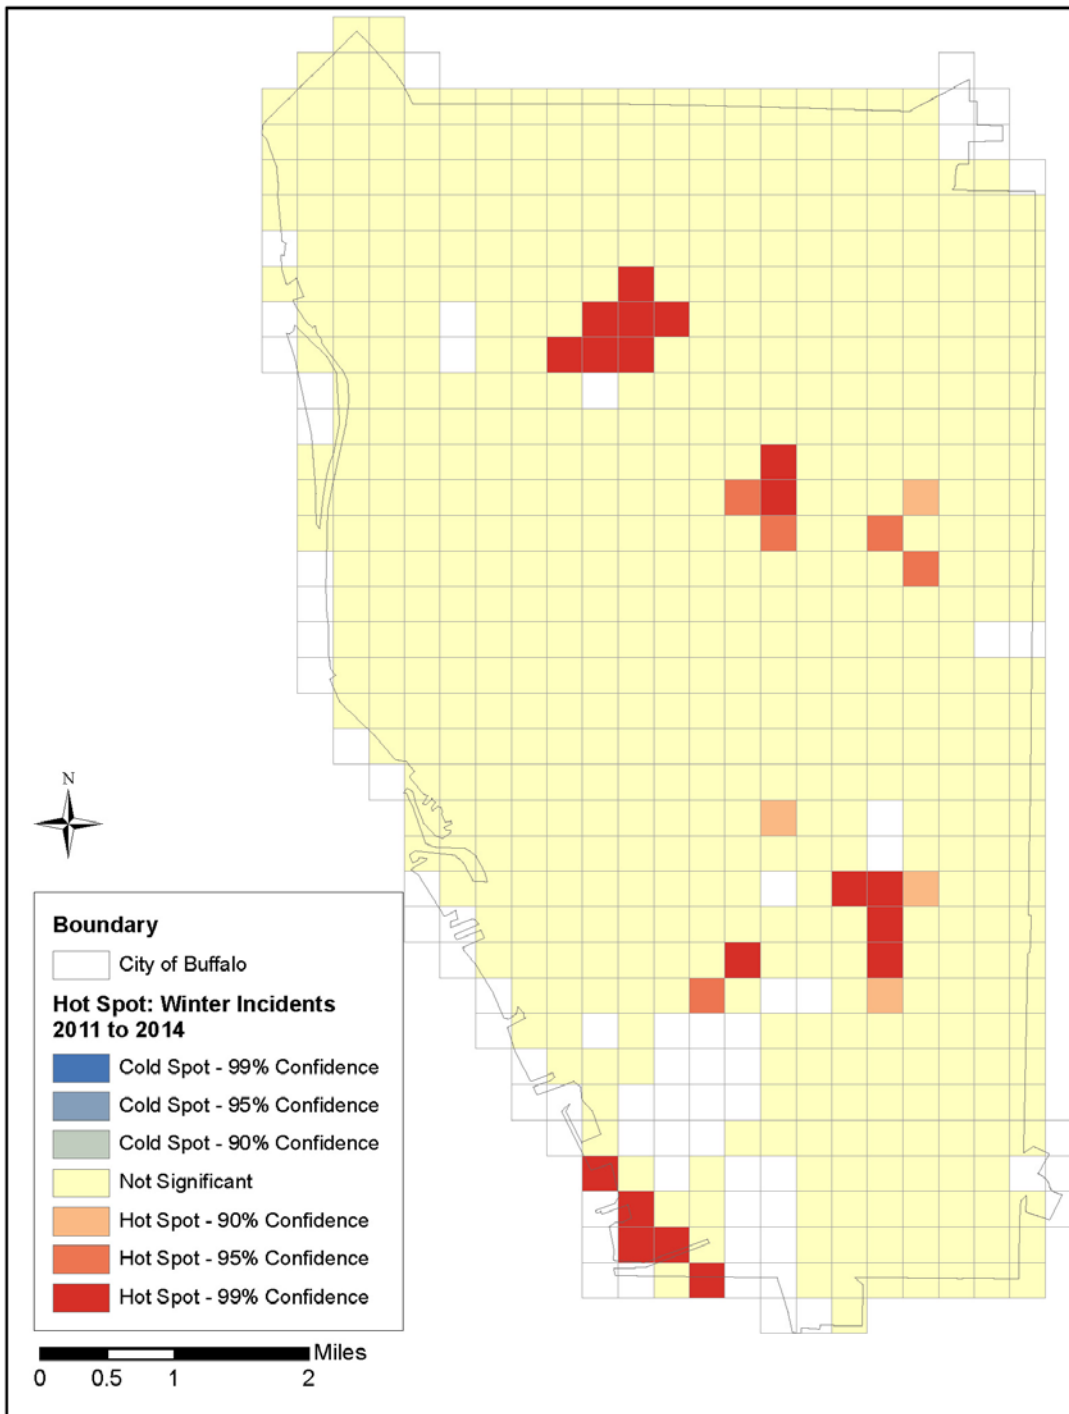 N
Boundary
City of Buffalo
Hot Spot: Winter Incidents
2011 to 2014
Cold Spot - 99% Confidence
Cold Spot - 95% Confidence
Cold Spot - 90% Confidence
Not Significant
Hot Spot - 90% Confidence
Hot Spot - 95% Confidence
Hot Spot - 99% Confidence
Miles
0 0.5 1 2